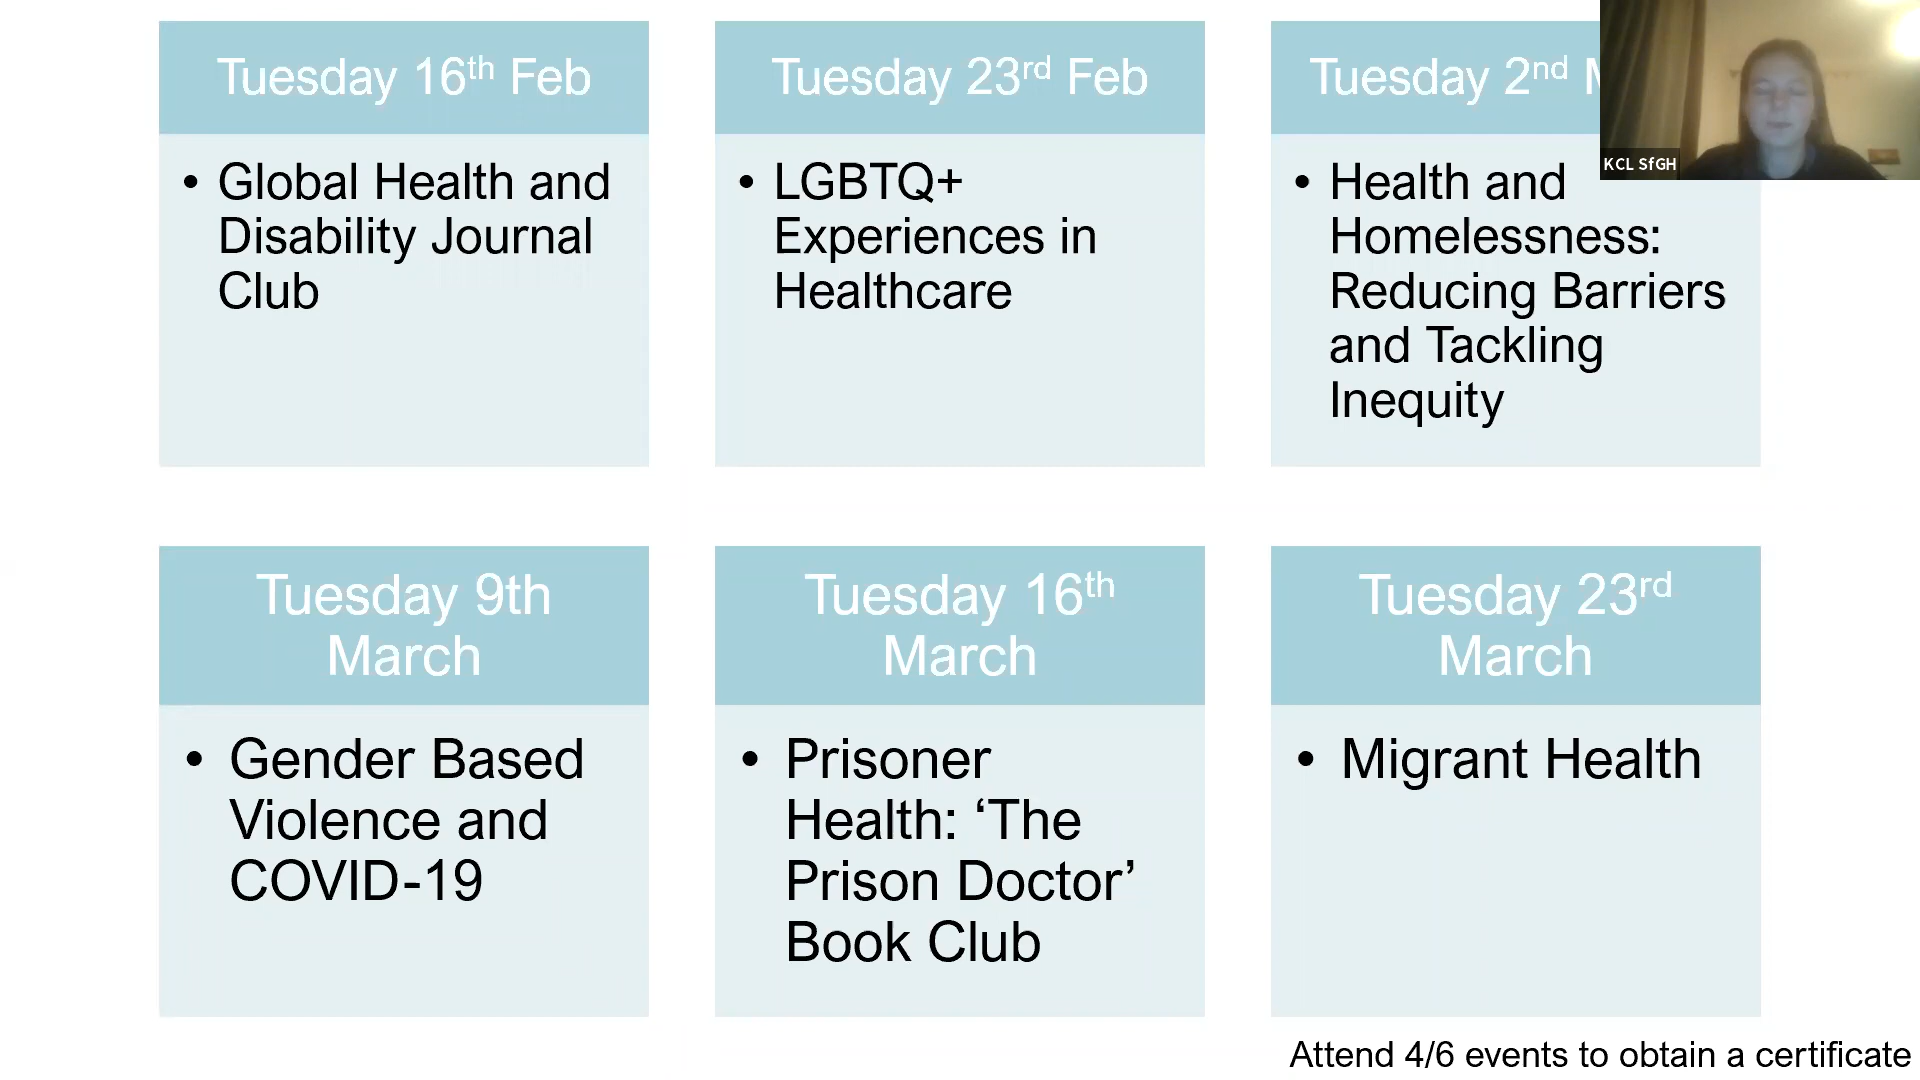 Tuesday 16th Feb
• Global Health and
Disability Journal
Club
Tuesday 23rd Feb
• LGBTQ+
Experiences in
Healthcare
Tuesday 2nd
• Health and
Homelessness:
Reducing Barriers
and Tackling
Inequity
KCL SfGH
Tuesday 9th
March
• Gender Based
Violence and
COVID-19
Tuesday 16th
March
• Prisoner
Health: ‘The
Prison Doctor’
Book Club
Tuesday 23rd
March
• Migrant Health
Attend 4/6 events to obtain a certificate